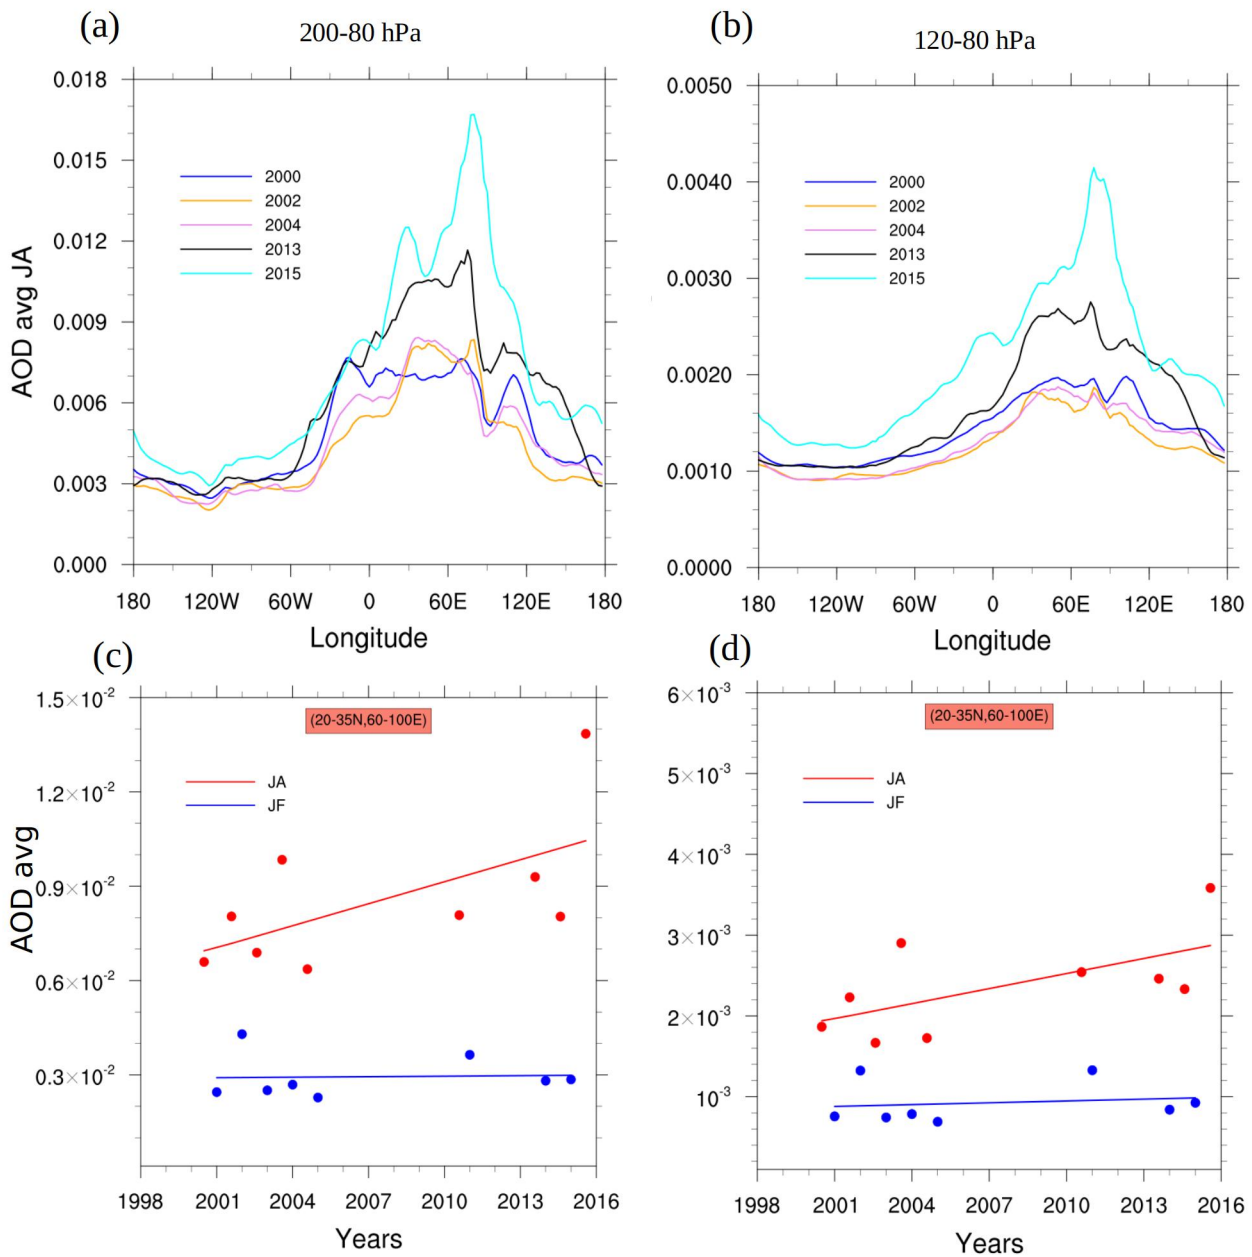 (a)
200-80 hPa
(b)
120-80 hPa
AOD avg JA
0.018
0.015
0.012
0.009
0.006
0.003
0.000
2000
2002
2004
2013
2015
180 120W 60W 0 60E 120E 180
Longitude
0.0050
0.0040
0.0030
0.0020
0.0010
0.0000
2000
2002
2004
2013
2015
180 120W 60W 0 60E 120E 180
Longitude
(c)
AOD avg
1.5×10⁻²
1.2×10⁻²
0.9×10⁻²
0.6×10⁻²
0.3×10⁻²
(20-35N,60-100E)
JA
JF
1998 2001 2004 2007 2010 2013 2016
Years
(d)
6×10⁻³
5×10⁻³
4×10⁻³
3×10⁻³
2×10⁻³
10⁻³
(20-35N,60-100E)
JA
JF
1998 2001 2004 2007 2010 2013 2016
Years